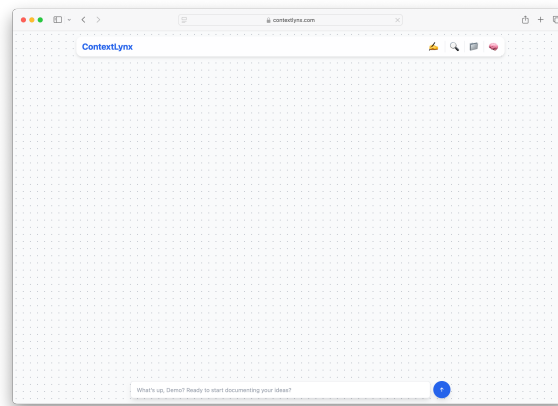 contextlynx.com
ContextLynx
What's up, Demo? Ready to start documenting your ideas?